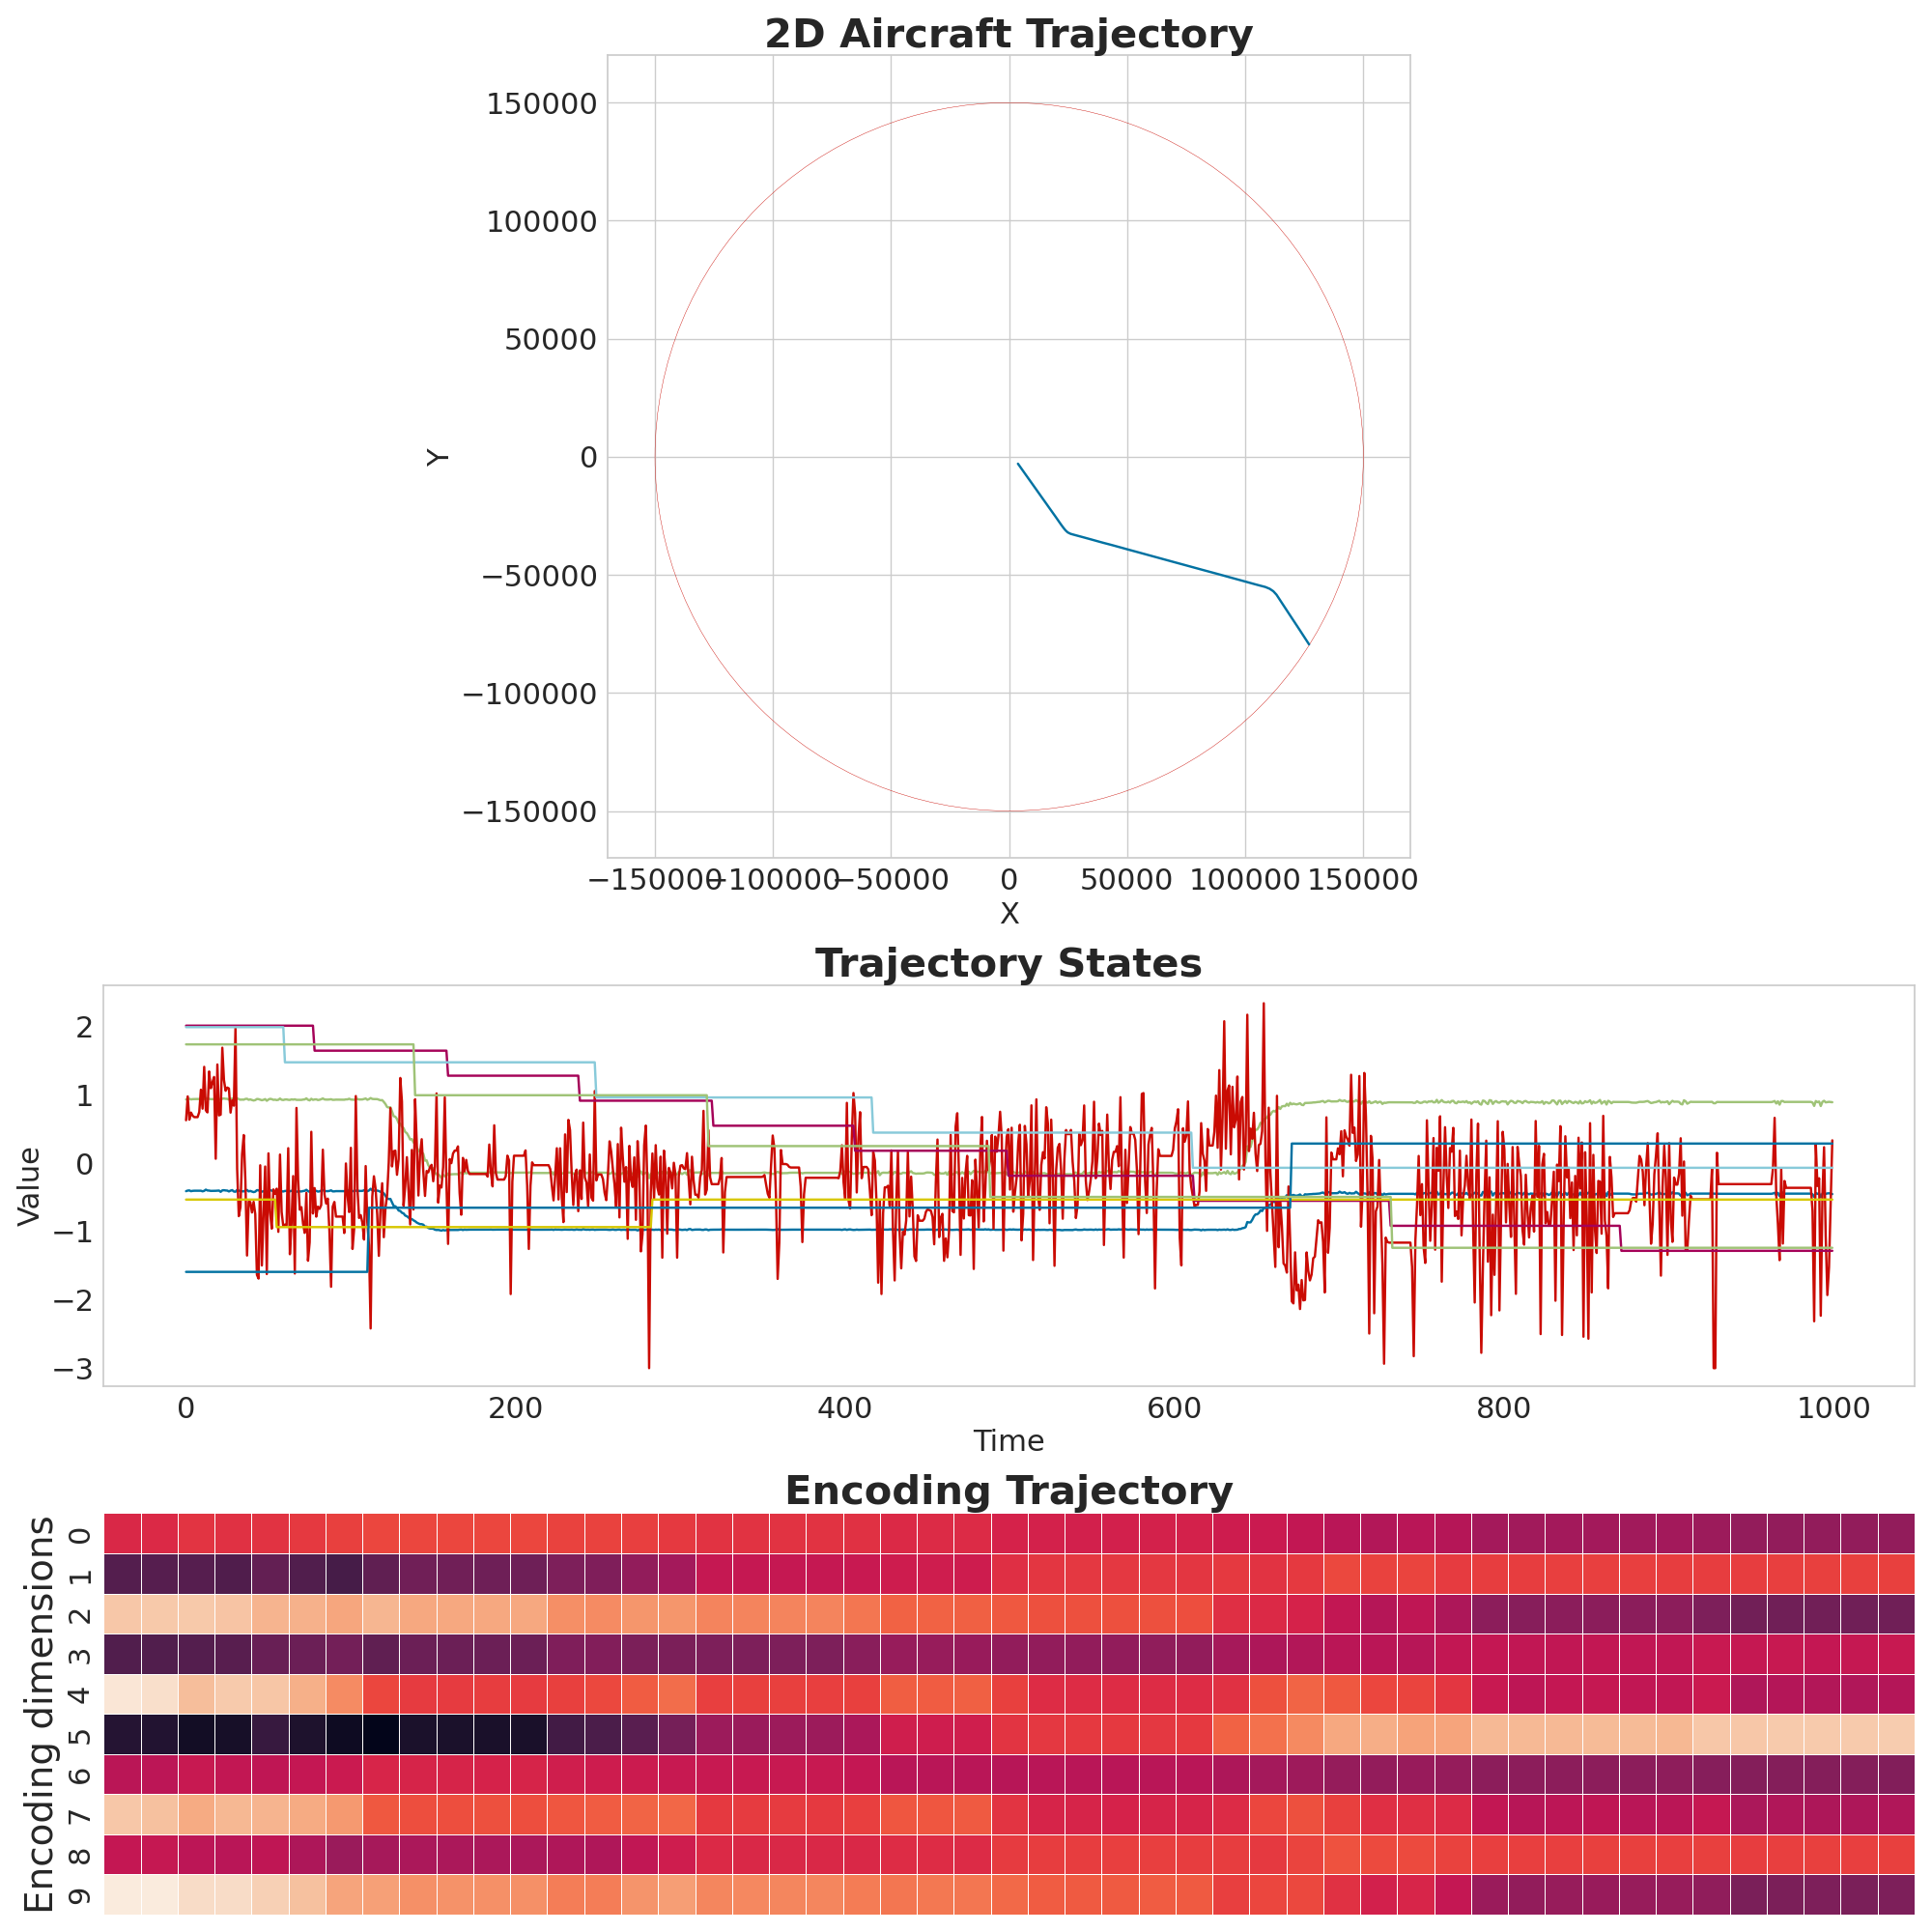 2D Aircraft Trajectory
150000
100000
50000
0
−50000
−100000
−150000
Y
−150000 −100000 −50000 0 50000 100000 150000
X
Trajectory States
2
1
0
−1
−2
−3
Value
0 200 400 600 800 1000
Time
Encoding Trajectory
0
1
2
3
4
5
6
7
8
9
Encoding dimensions